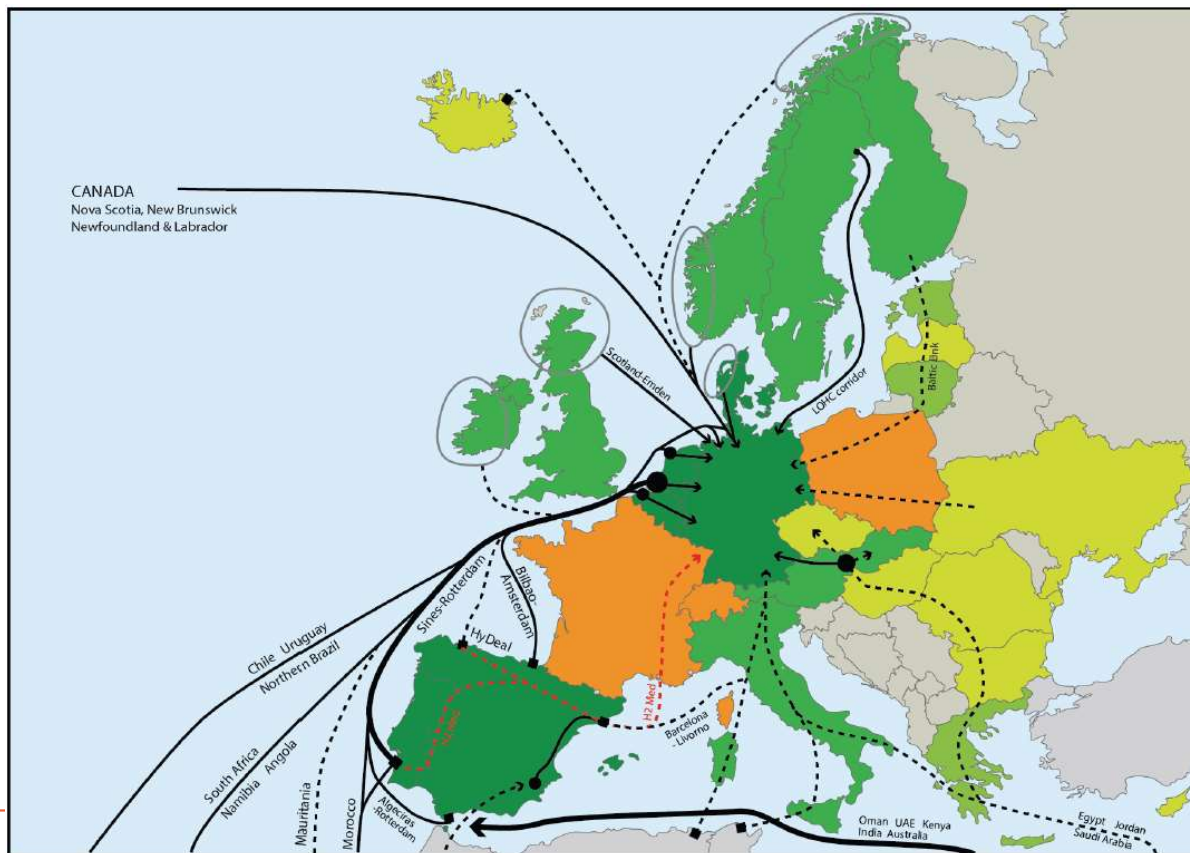 CANADA
Nova Scotia, New Brunswick
Newfoundland & Labrador
Scotland-Emden
LOHC corridor
Baltic link
Sines-Rotterdam
Bilbao-
Amsterdam
HyDeal
Chile Uruguay
Northern Brazil
H2 Med
Barcelona
- Livorno
South Africa
Namibia Angola
Mauritania
Morocco
Algeciras
-Rotterdam
Oman UAE Kenya
India Australia
Egypt Jordan
Saudi Arabia